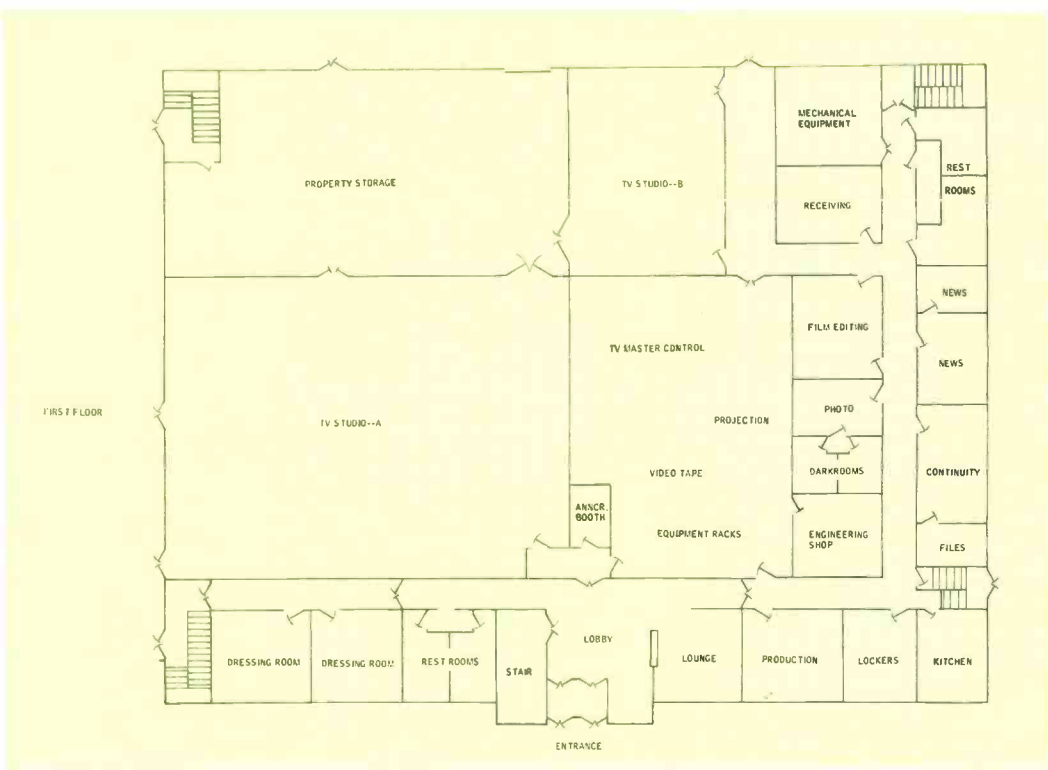 MECHANICAL
EQUIPMENT
REST
ROOMS
PROPERTY STORAGE
TV STUDIO--B
RECEIVING
NEWS
FILM EDITING
TV MASTER CONTROL
NEWS
FIRST FLOOR
TV STUDIO--A
PROJECTION
PHOTO
VIDEO TAPE
DARKROOMS
CONTINUITY
ANNCR.
BOOTH
EQUIPMENT RACKS
ENGINEERING
SHOP
FILES
DRESSING ROOM
DRESSING ROOM
REST ROOMS
STAIR
LOBBY
LOUNGE
PRODUCTION
LOCKERS
KITCHEN
ENTRANCE